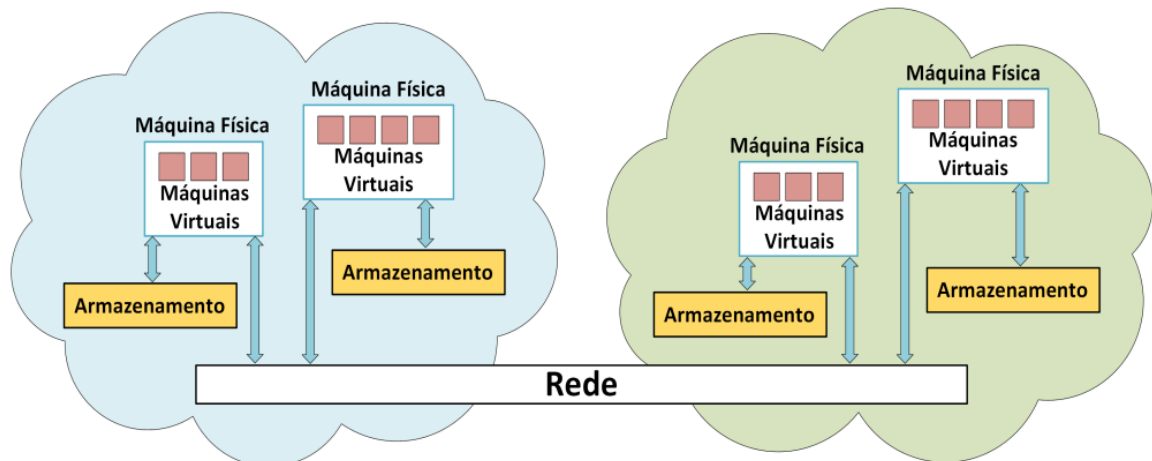 Máquina Física
Máquinas
Virtuais
Armazenamento
Máquina Física
Máquinas
Virtuais
Armazenamento
Máquina Física
Máquinas
Virtuais
Armazenamento
Máquina Física
Máquinas
Virtuais
Armazenamento
Rede